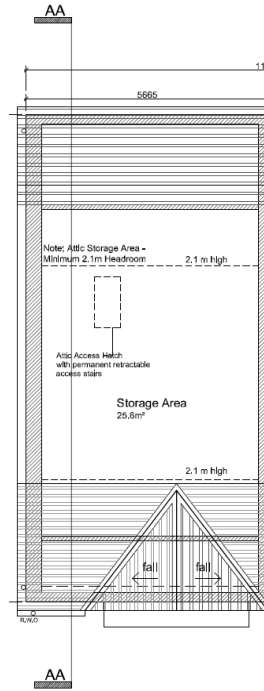 AA
11
5665
Note: Attic Storage Area -
Minimum 2.1m Headroom
2.1 m high
Attic Access Hatch
with permanent retractable
access stairs
Storage Area
25.6m²
2.1 m high
fall
fall
R.W.O
AA